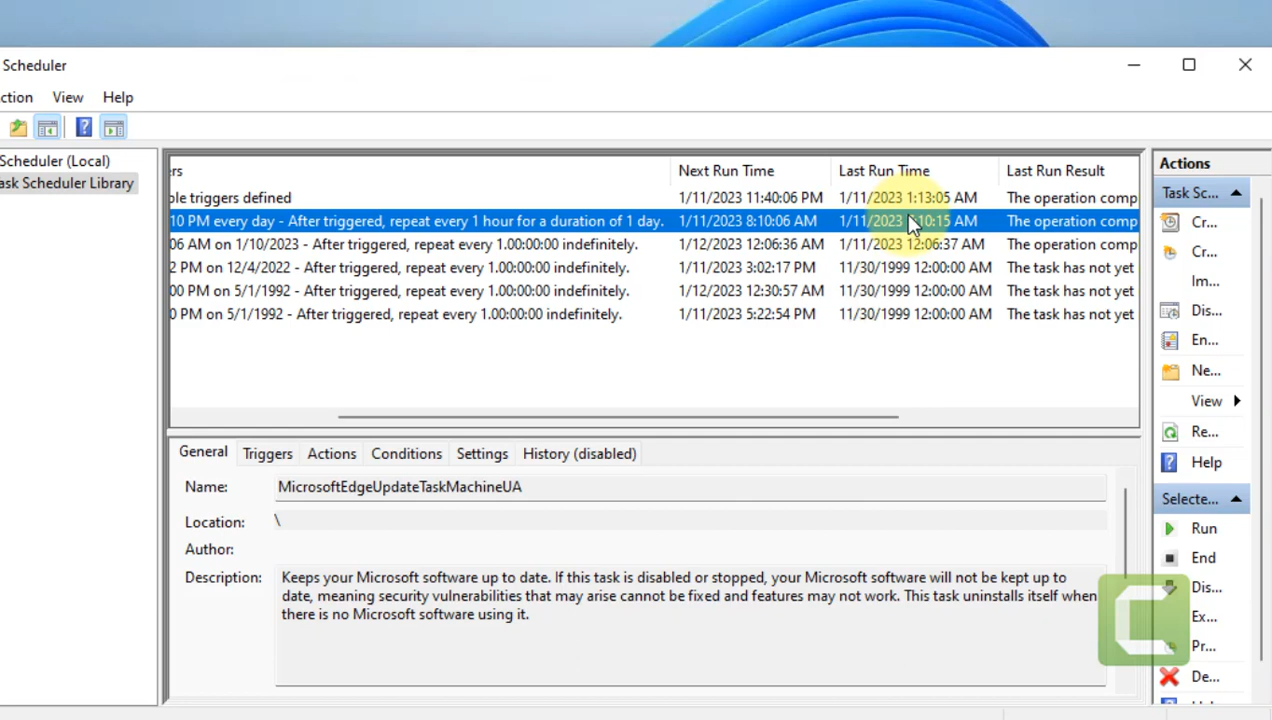 Scheduler
ction View Help
Scheduler (Local)
ask Scheduler Library
rs Next Run Time Last Run Time Last Run Result
ple triggers defined 1/11/2023 11:40:06 PM 1/11/2023 1:13:05 AM The operation comp
10 PM every day - After triggered, repeat every 1 hour for a duration of 1 day. 1/11/2023 8:10:06 AM 1/11/2023 :10:15 AM The operation comp
06 AM on 1/10/2023 - After triggered, repeat every 1.00:00:00 indefinitely. 1/12/2023 12:06:36 AM 1/11/2023 12:06:37 AM The operation comp
2 PM on 12/4/2022 - After triggered, repeat every 1.00:00:00 indefinitely. 1/11/2023 3:02:17 PM 11/30/1999 12:00:00 AM The task has not yet
00 PM on 5/1/1992 - After triggered, repeat every 1.00:00:00 indefinitely. 1/12/2023 12:30:57 AM 11/30/1999 12:00:00 AM The task has not yet
0 PM on 5/1/1992 - After triggered, repeat every 1.00:00:00 indefinitely. 1/11/2023 5:22:54 PM 11/30/1999 12:00:00 AM The task has not yet
General Triggers Actions Conditions Settings History (disabled)
Name: MicrosoftEdgeUpdateTaskMachineUA
Location: \
Author:
Description: Keeps your Microsoft software up to date. If this task is disabled or stopped, your Microsoft software will not be kept up to
date, meaning security vulnerabilities that may arise cannot be fixed and features may not work. This task uninstalls itself when
there is no Microsoft software using it.
Actions
Task Sc...
Cr...
Cr...
Im...
Dis...
En...
Ne...
View
Re...
Help
Selecte...
Run
End
Dis...
Ex...
Pr...
De...